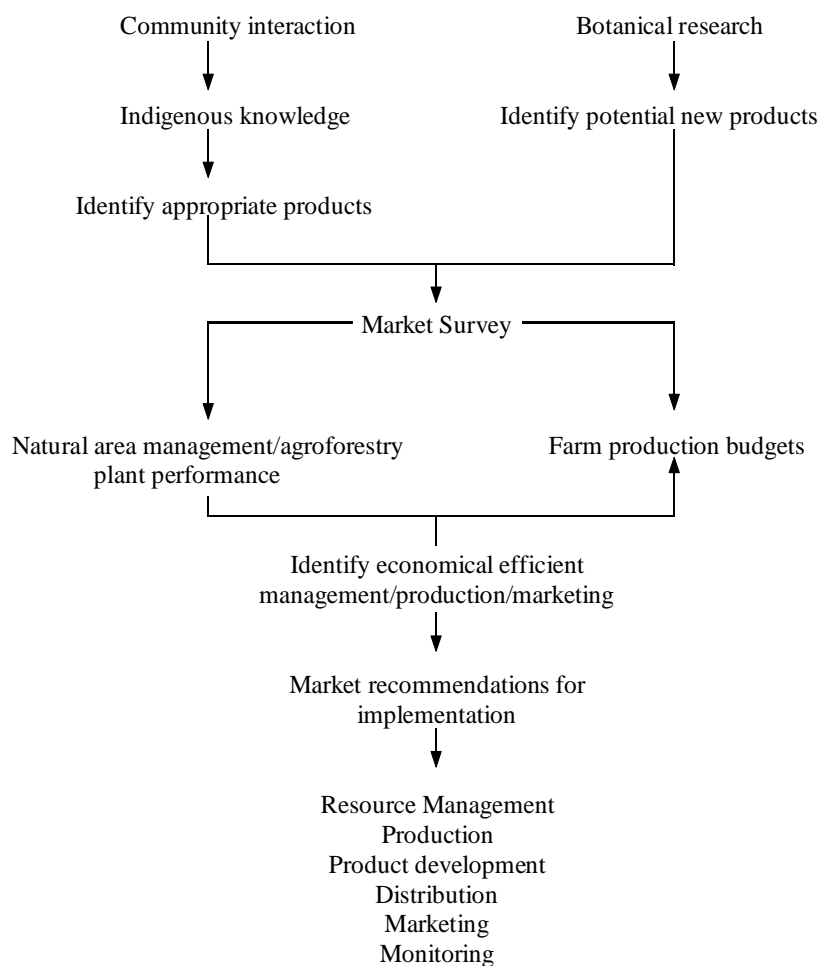 Community interaction
Botanical research
Indigenous knowledge
Identify potential new products
Identify appropriate products
Market Survey
Natural area management/agroforestry
plant performance
Farm production budgets
Identify economical efficient
management/production/marketing
Market recommendations for
implementation
Resource Management
Production
Product development
Distribution
Marketing
Monitoring